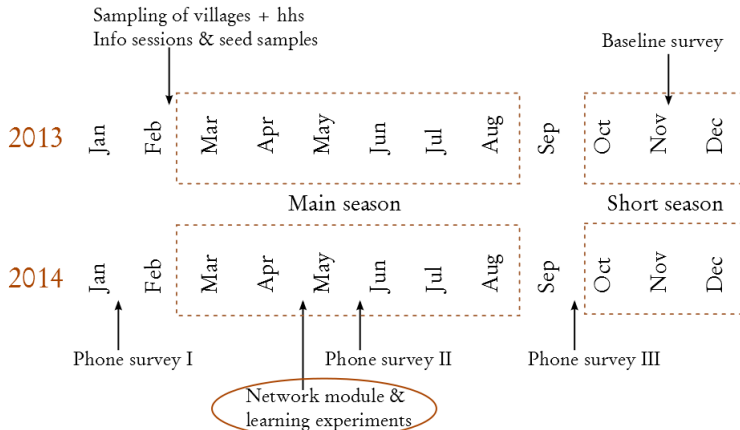 Sampling of villages + hhs
Info sessions & seed samples
Baseline survey
2013
Jan
Feb
Mar
Apr
May
Jun
Jul
Aug
Sep
Oct
Nov
Dec
Main season
Short season
2014
Jan
Feb
Mar
Apr
May
Jun
Jul
Aug
Sep
Oct
Nov
Dec
Phone survey I
Phone survey II
Phone survey III
Network module &
learning experiments